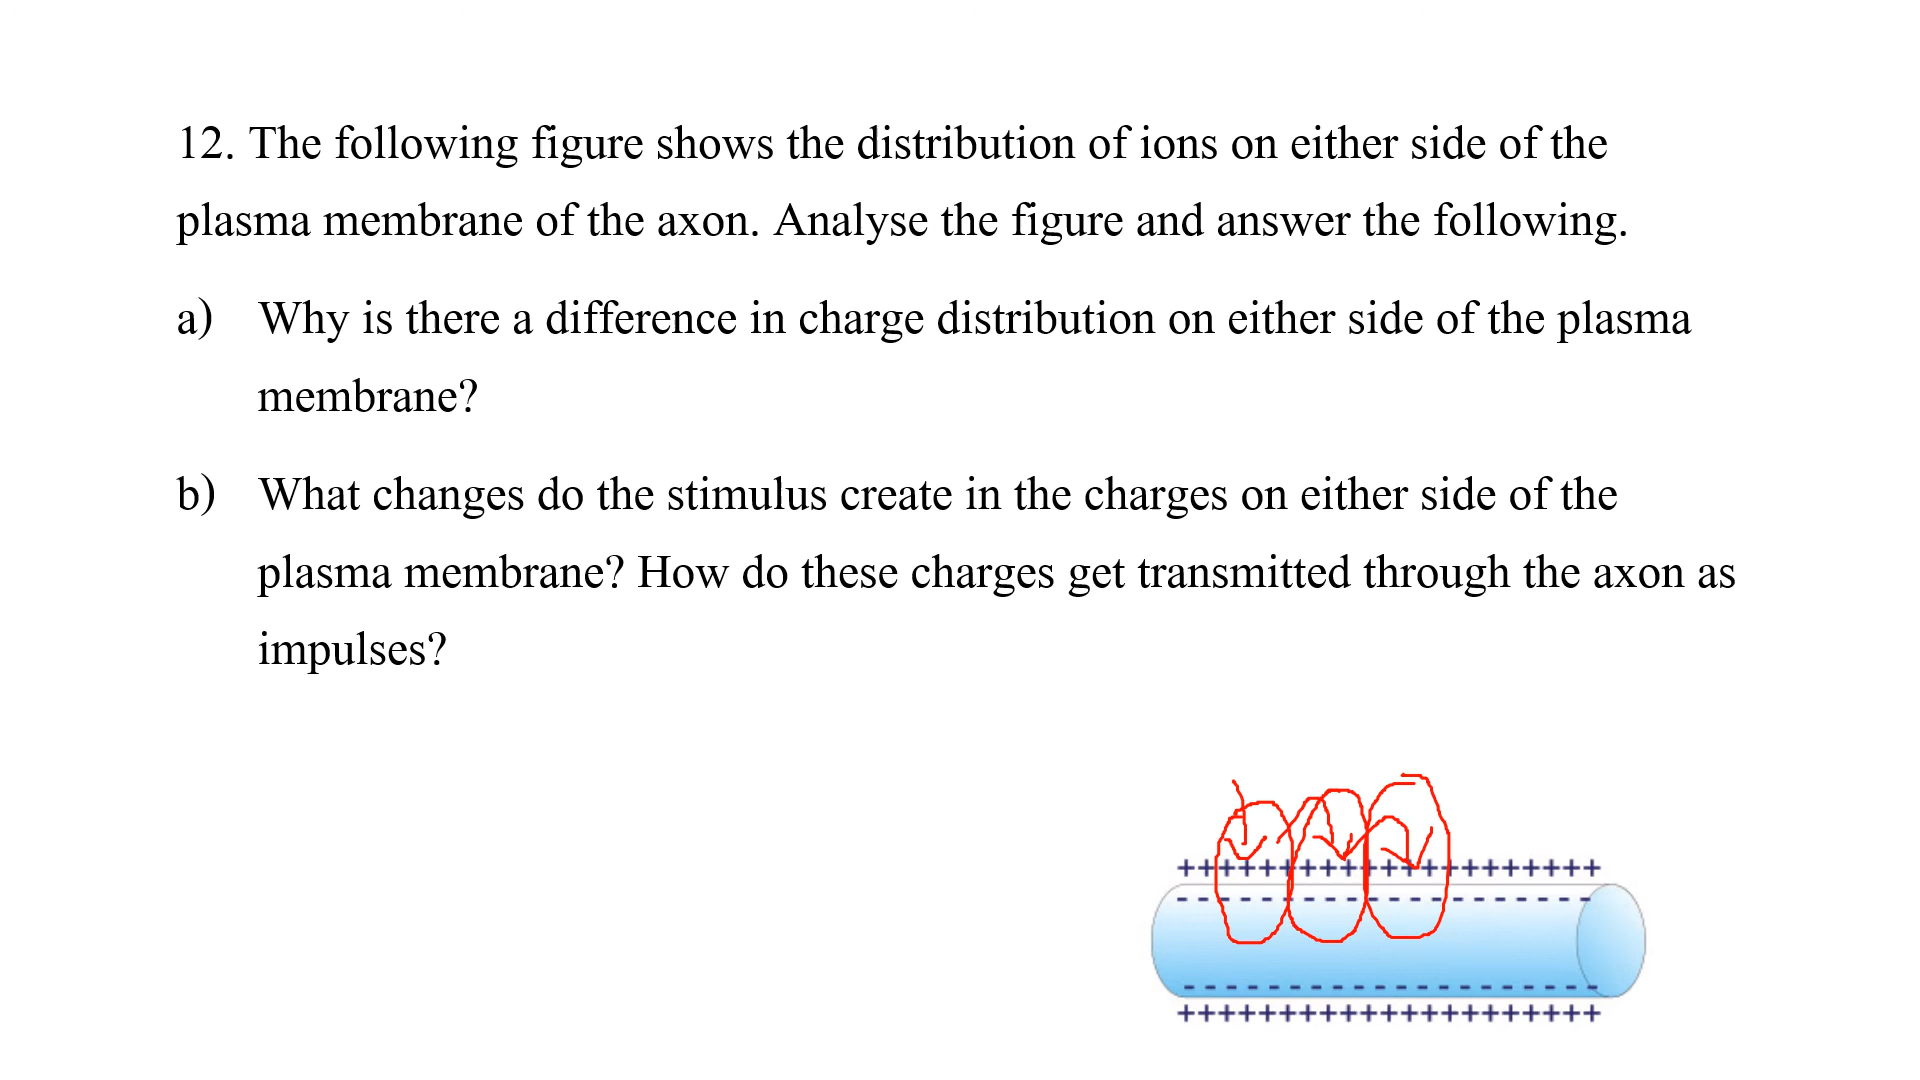 12. The following figure shows the distribution of ions on either side of the
plasma membrane of the axon. Analyse the figure and answer the following.
a) Why is there a difference in charge distribution on either side of the plasma
membrane?
b) What changes do the stimulus create in the charges on either side of the
plasma membrane? How do these charges get transmitted through the axon as
impulses?
+++++++++++++++++++++
- - - - - - - - - - - - - - - - - - - -
- - - - - - - - - - - - - - - - - - - -
+++++++++++++++++++++